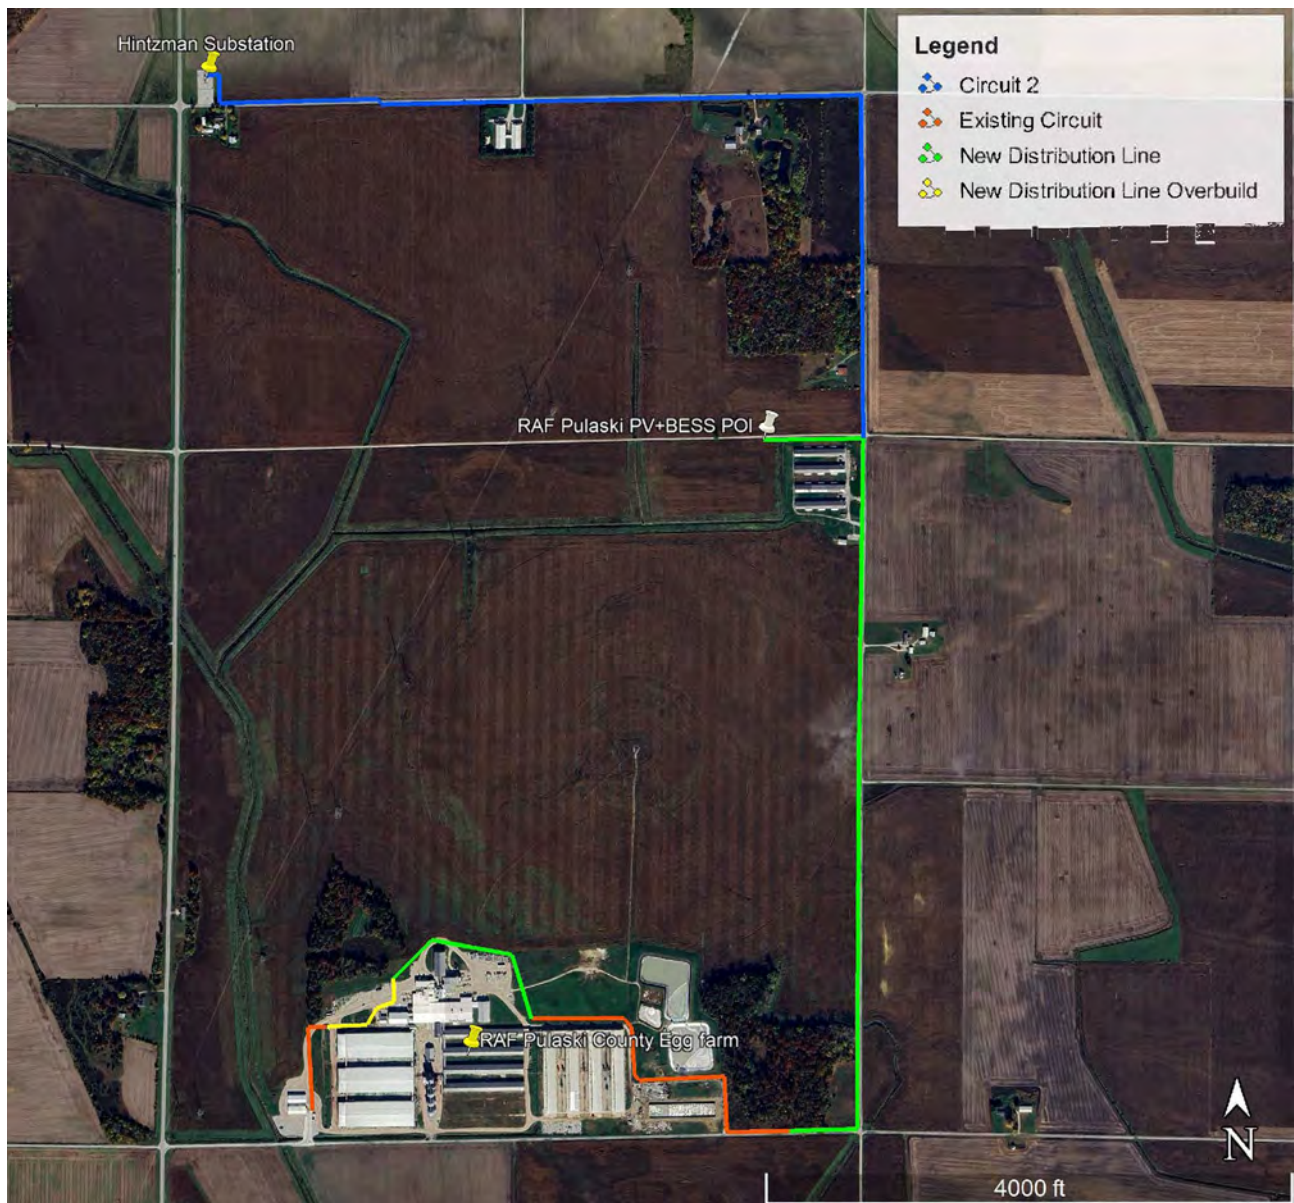 Hintzman Substation
Legend
Circuit 2
Existing Circuit
New Distribution Line
New Distribution Line Overbuild
RAF Pulaski PV+BESS POI
RAF Pulaski County Egg farm
N
4000 ft